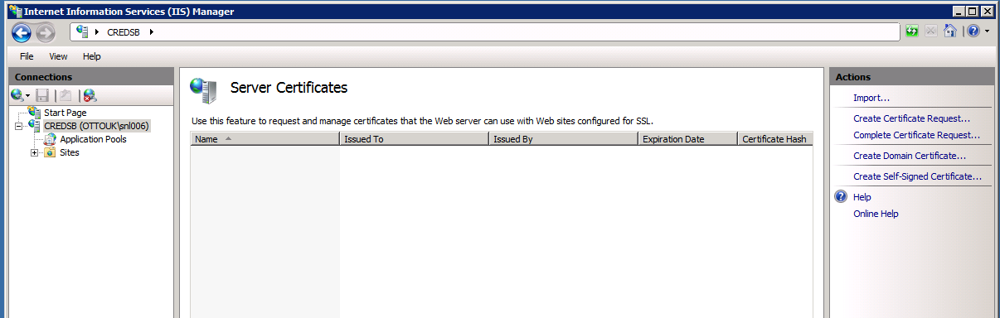 Internet Information Services (IIS) Manager
CREDSB
File View Help
Connections
Start Page
CREDSB (OTTOUK\snl006)
Application Pools
Sites
Server Certificates
Use this feature to request and manage certificates that the Web server can use with Web sites configured for SSL.
Name Issued To Issued By Expiration Date Certificate Hash
Actions
Import...
Create Certificate Request...
Complete Certificate Request...
Create Domain Certificate...
Create Self-Signed Certificate...
Help
Online Help